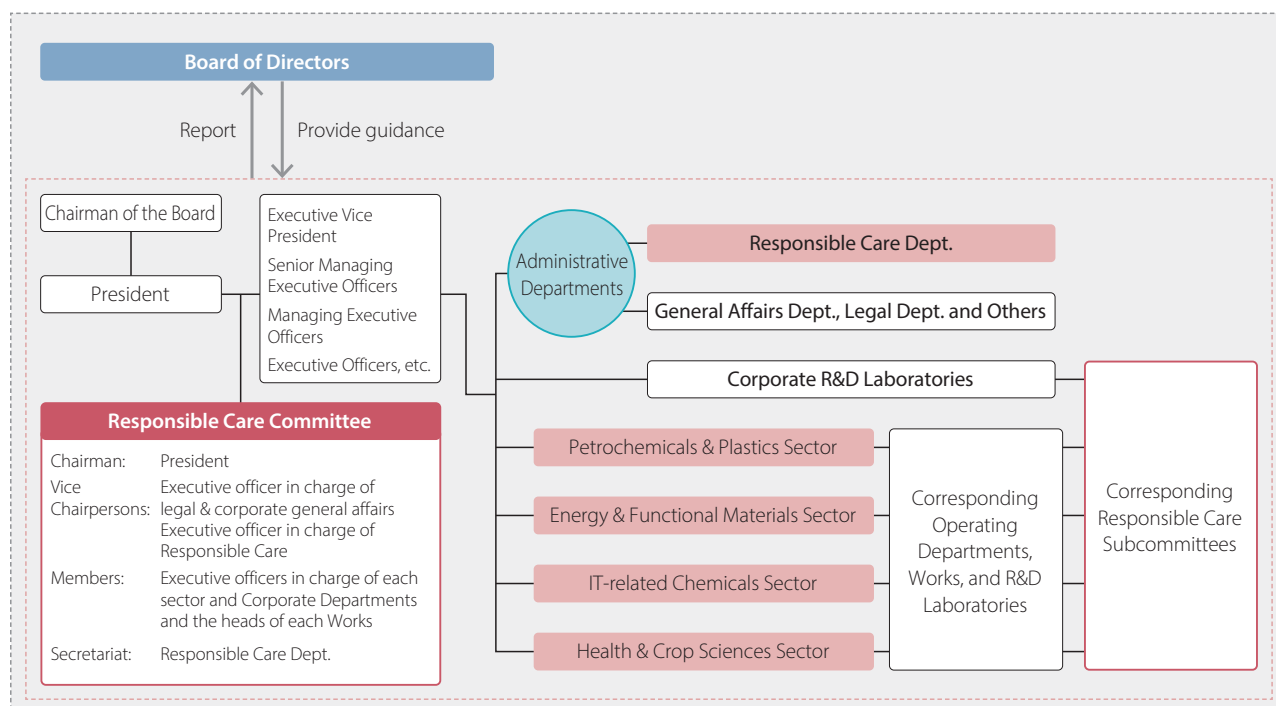 Board of Directors
Report
Provide guidance
Chairman of the Board
President
Executive Vice
President
Senior Managing
Executive Officers
Managing Executive
Officers
Executive Officers, etc.
Responsible Care Committee
Chairman: President
Vice Executive officer in charge of
Chairpersons: legal & corporate general affairs
Executive officer in charge of
Responsible Care
Members: Executive officers in charge of each
sector and Corporate Departments
and the heads of each Works
Secretariat: Responsible Care Dept.
Administrative
Departments
Responsible Care Dept.
General Affairs Dept., Legal Dept. and Others
Corporate R&D Laboratories
Petrochemicals & Plastics Sector
Energy & Functional Materials Sector
IT-related Chemicals Sector
Health & Crop Sciences Sector
Corresponding
Operating
Departments,
Works, and R&D
Laboratories
Corresponding
Responsible Care
Subcommittees